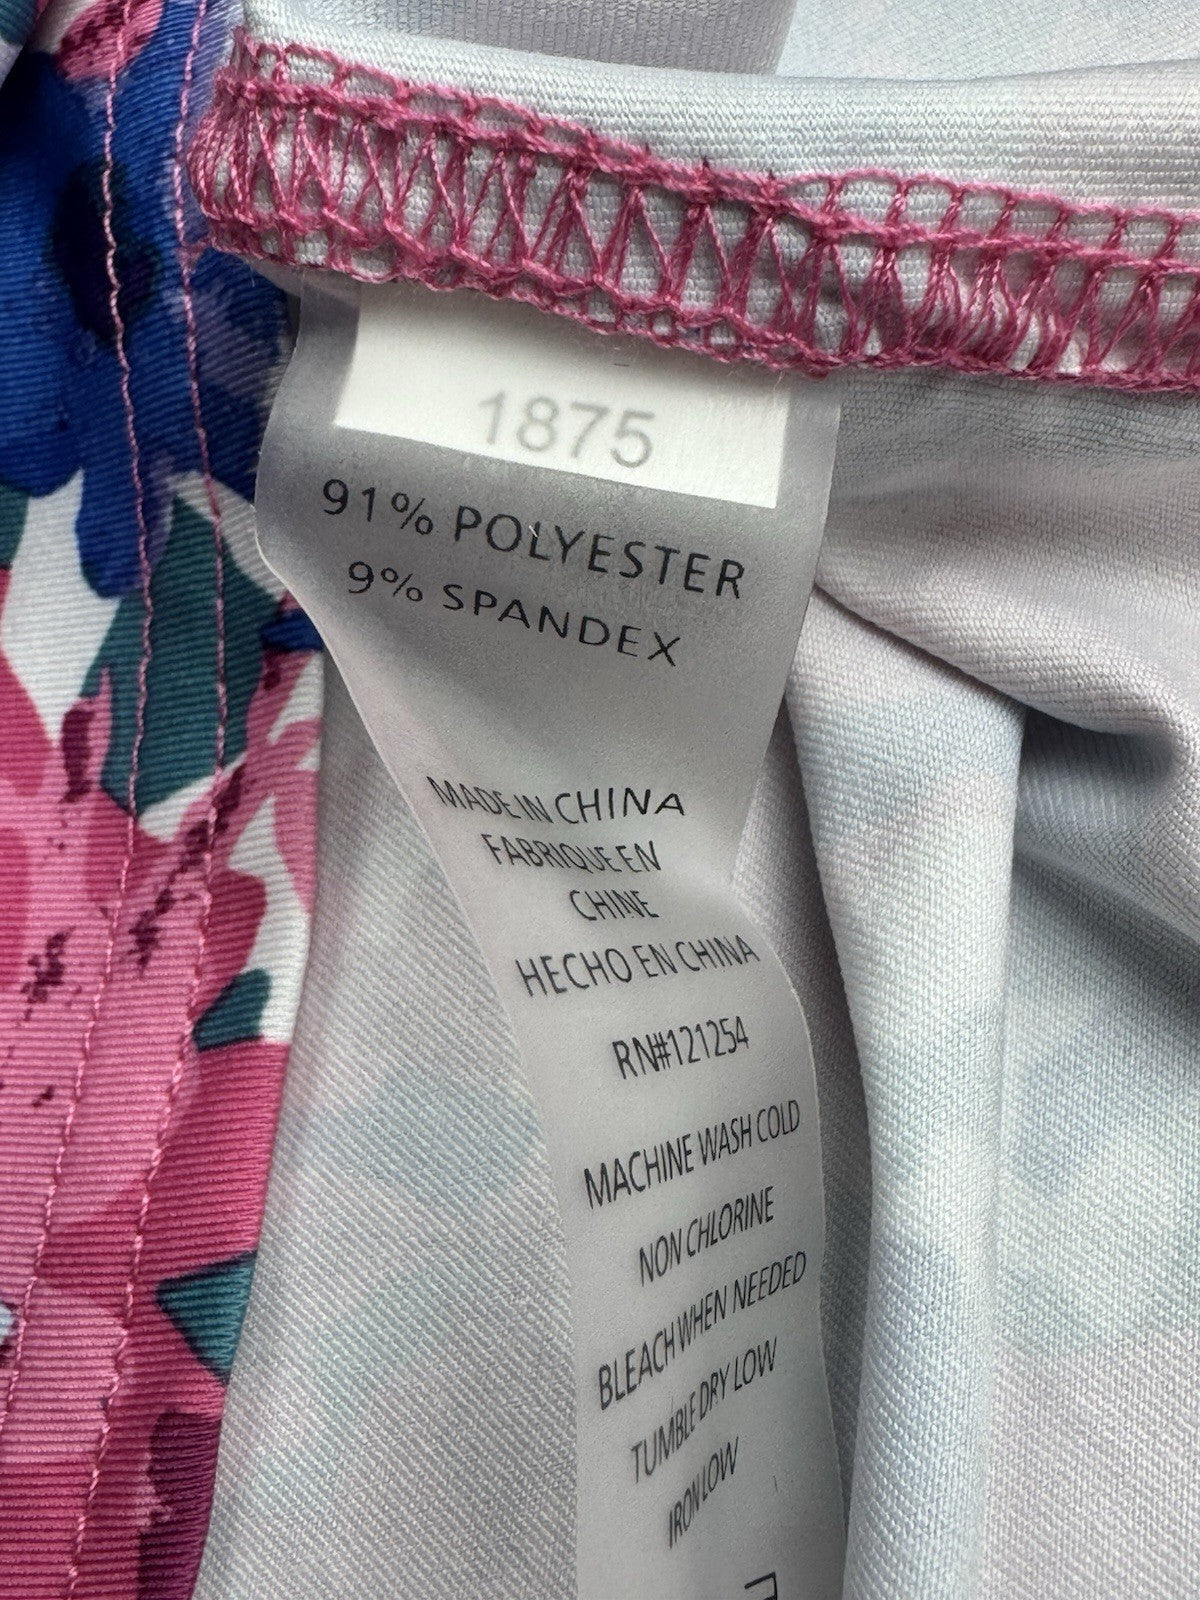 1875
91% POLYESTER
9% SPANDEX
MADE IN CHINA
FABRIQUE EN
CHINE
HECHO EN CHINA
RN#121254
MACHINE WASH COLD
NON CHLORINE
BLEACH WHEN NEEDED
TUMBLE DRY LOW
IRON LOW